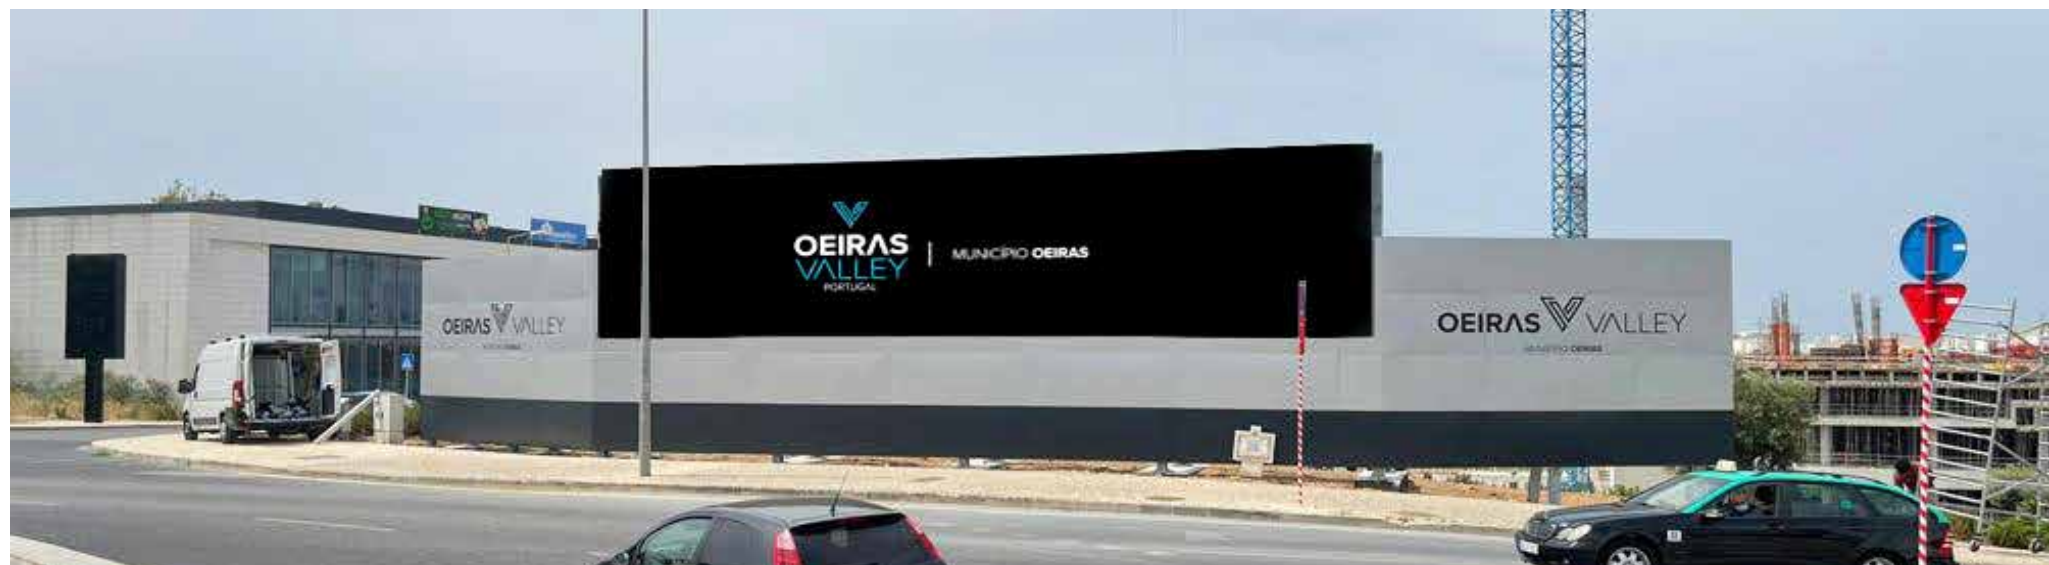 OEIRAS
VALLEY
PORTUGAL
MUNICÍPIO OEIRAS
OEIRAS VALLEY
OEIRAS VALLEY
MUNICÍPIO OEIRAS